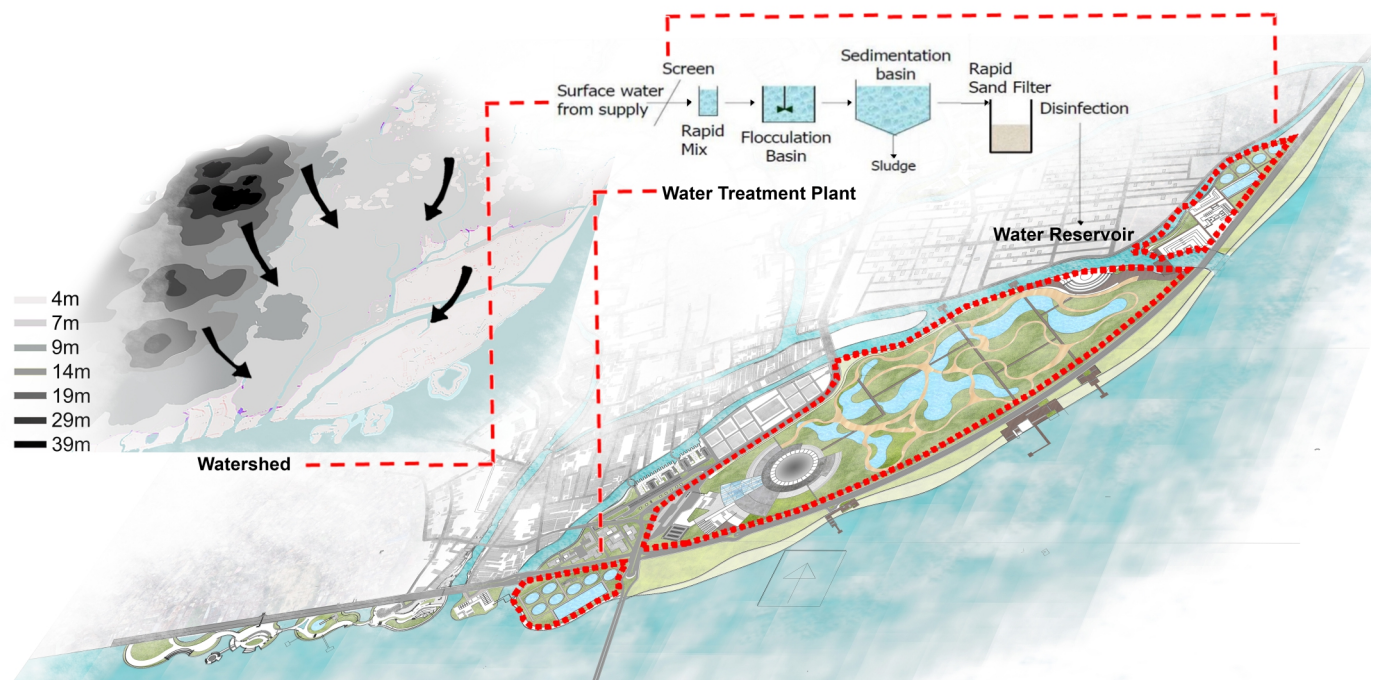 Screen
Surface water
from supply
Rapid
Mix
Flocculation
Basin
Sedimentation
basin
Sludge
Rapid
Sand Filter
Disinfection
Water Treatment Plant
Water Reservoir
4m
7m
9m
14m
19m
29m
39m
Watershed